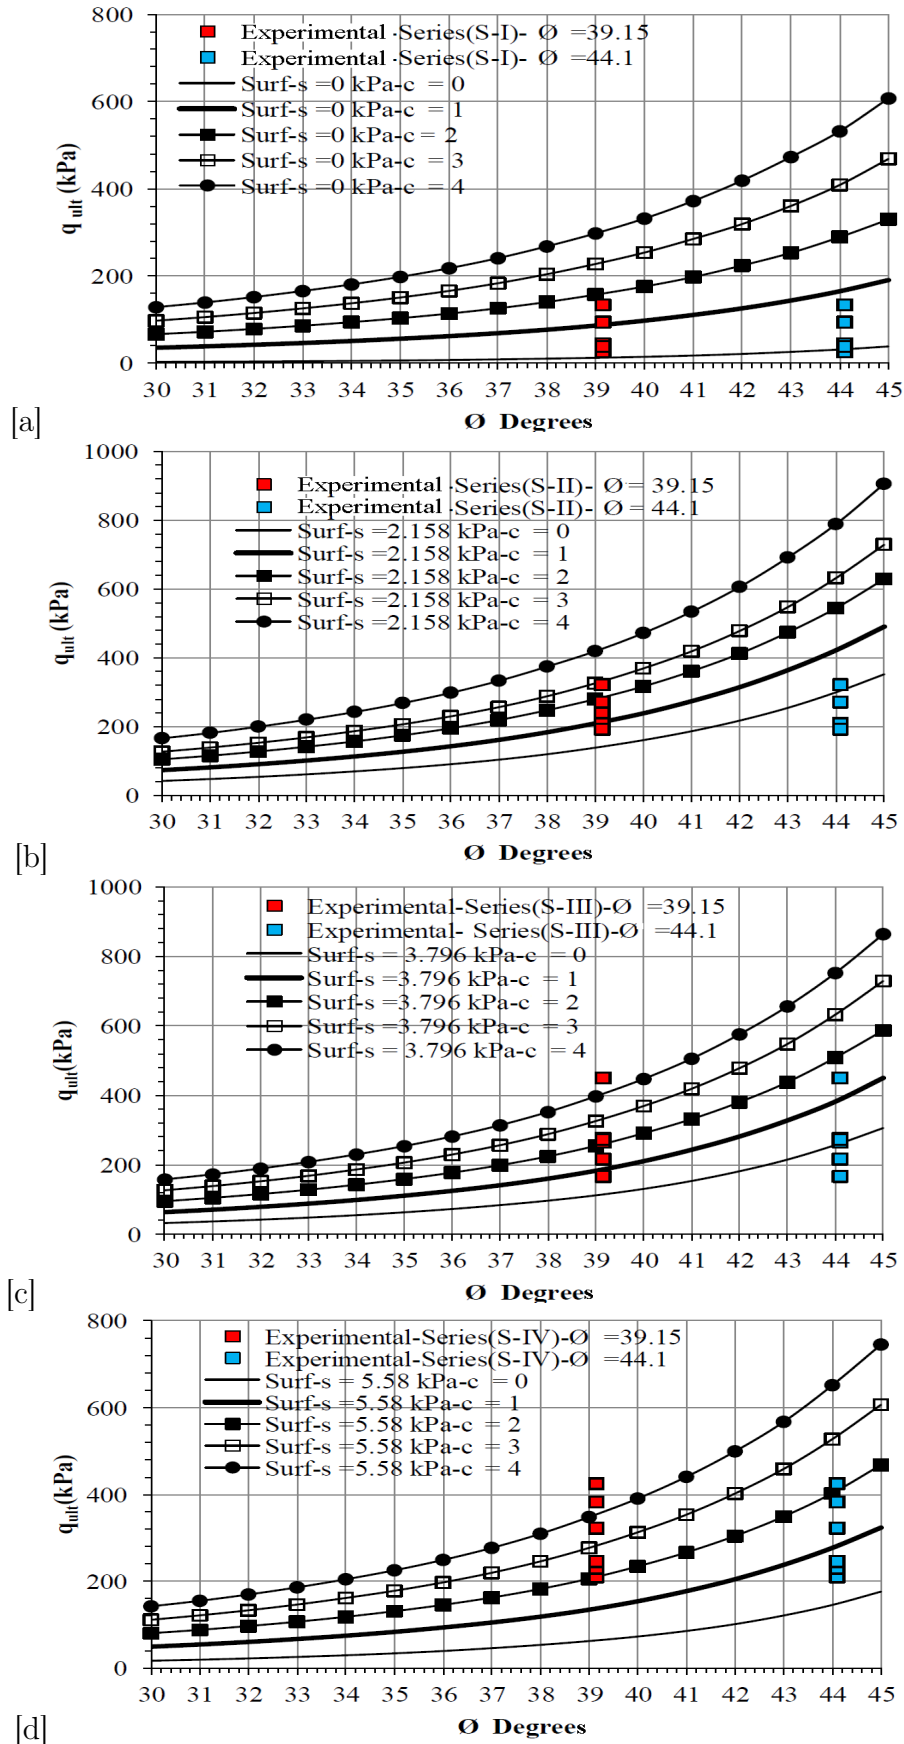 800
Experimental -Series(S-I)- Ø =39.15
Experimental -Series(S-I)- Ø =44.1
Surf-s =0 kPa-c = 0
600
Surf-s =0 kPa-c = 1
Surf-s =0 kPa-c = 2
Surf-s =0 kPa-c = 3
400
Surf-s =0 kPa-c = 4
q ult (kPa)
200
0
30 31 32 33 34 35 36 37 38 39 40 41 42 43 44 45
Ø Degrees
[a]
1000
Experimental -Series(S-II)- Ø = 39.15
Experimental -Series(S-II)- Ø = 44.1
800
Surf-s =2.158 kPa-c = 0
Surf-s =2.158 kPa-c = 1
Surf-s =2.158 kPa-c = 2
600
Surf-s =2.158 kPa-c = 3
Surf-s =2.158 kPa-c = 4
qult (kPa)
400
200
0
30 31 32 33 34 35 36 37 38 39 40 41 42 43 44 45
Ø Degrees
[b]
1000
Experimental-Series(S-III)-Ø =39.15
Experimental- Series(S-III)-Ø =44.1
800
Surf-s = 3.796 kPa-c = 0
Surf-s =3.796 kPa-c = 1
Surf-s =3.796 kPa-c = 2
600
Surf-s =3.796 kPa-c = 3
Surf-s = 3.796 kPa-c = 4
qult(kPa)
400
200
0
30 31 32 33 34 35 36 37 38 39 40 41 42 43 44 45
Ø Degrees
[c]
800
Experimental-Series(S-IV)-Ø =39.15
Experimental-Series(S-IV)-Ø =44.1
Surf-s = 5.58 kPa-c = 0
600
Surf-s =5.58 kPa-c = 1
Surf-s =5.58 kPa-c = 2
Surf-s =5.58 kPa-c = 3
Surf-s =5.58 kPa-c = 4
qult(kPa)
400
200
0
30 31 32 33 34 35 36 37 38 39 40 41 42 43 44 45
Ø Degrees
[d]